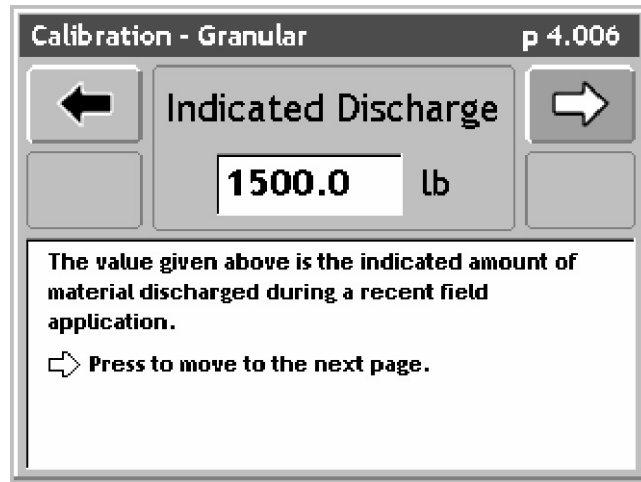 Calibration - Granular p 4.006
Indicated Discharge
1500.0 lb
The value given above is the indicated amount of
material discharged during a recent field
application.
Press to move to the next page.